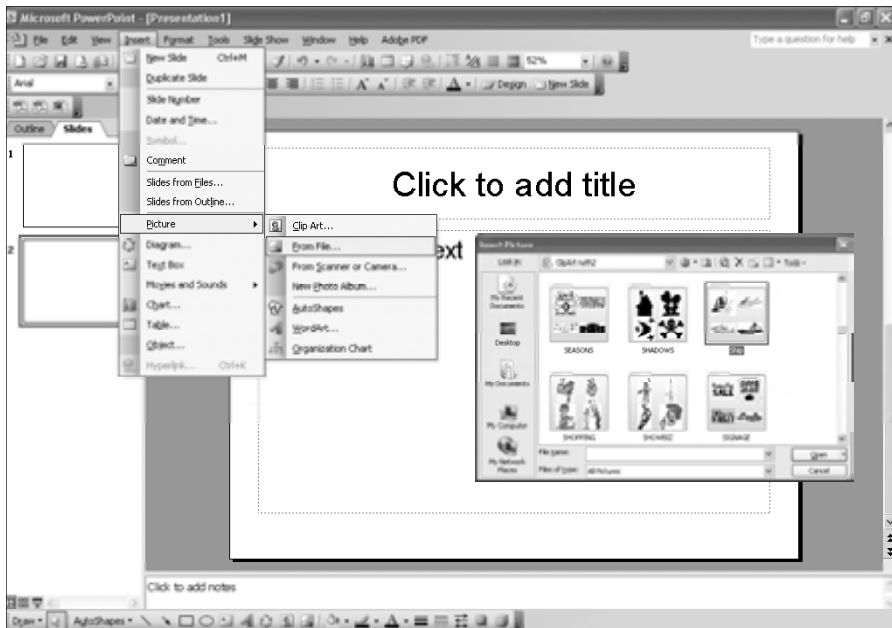 Microsoft PowerPoint - [Presentation1]
File Edit View Insert Format Tools Slide Show Window Help Adobe PDF
Type a question for help
52%
Arial
Design New Slide
Outline Slides
1
2
New Slide Ctrl+M
Duplicate Slide
Slide Number
Date and Time...
Symbol...
Comment
Slides from Files...
Slides from Outline...
Picture
Diagram...
Text Box
Movies and Sounds
Chart...
Table...
Object...
Hyperlink... Ctrl+K
Clip Art...
From File...
From Scanner or Camera...
New Photo Album...
AutoShapes
WordArt...
Organization Chart
Click to add title
ext
Insert Picture
Look in:
Tools
My Recent
Documents
Desktop
My Documents
My Computer
My Network
Places
SEASONS
SHADOWS
Ship
SHOPPING
SHOWBIZ
SIGNAGE
File name:
Files of type: All Pictures
Open
Cancel
Click to add notes
Draw AutoShapes